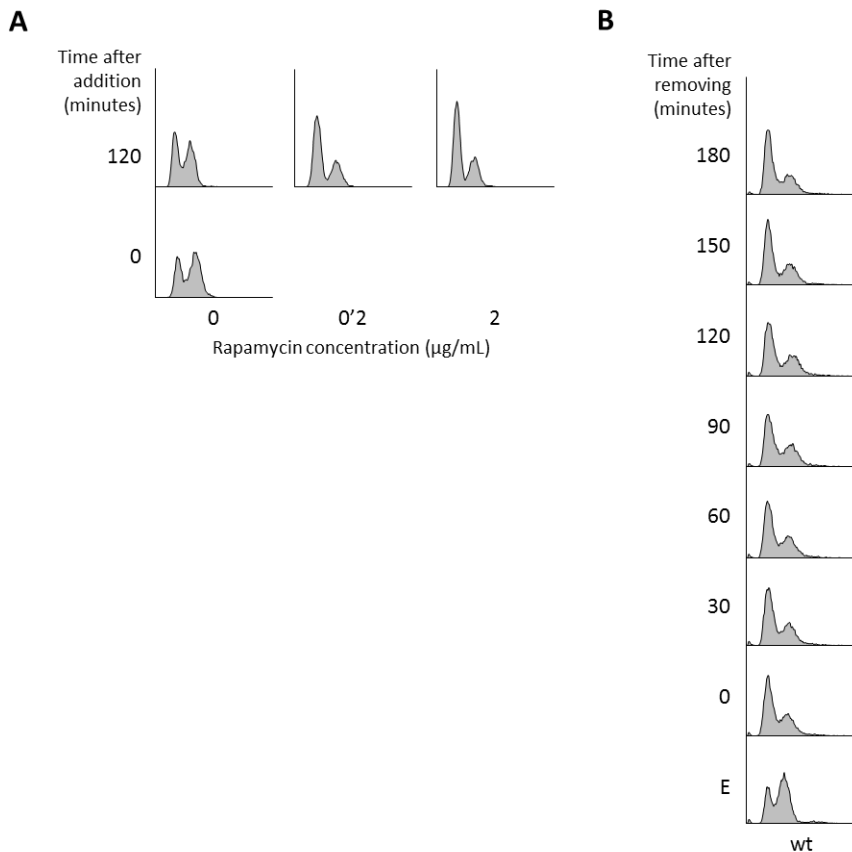 A
Time after
addition
(minutes)
120
0
0
0'2
2
Rapamycin concentration (µg/mL)
B
Time after
removing
(minutes)
180
150
120
90
60
30
0
E
wt